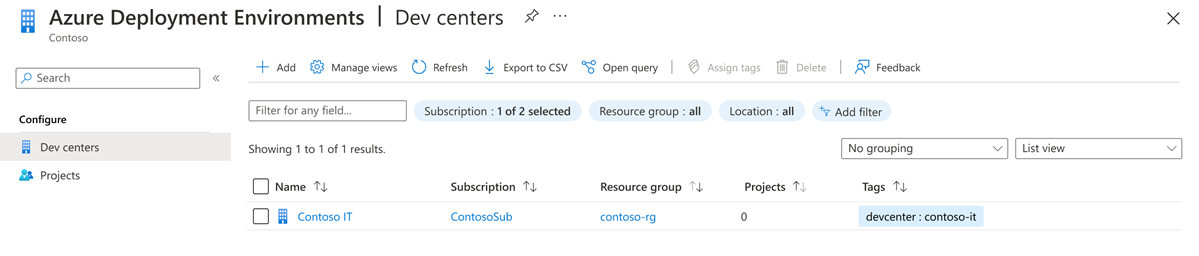 Azure Deployment Environments | Dev centers ...
Contoso
Search «
Add Manage views Refresh Export to CSV Open query | Assign tags Delete | Feedback
Configure
Dev centers
Projects
Filter for any field... Subscription : 1 of 2 selected Resource group : all Location : all Add filter
Showing 1 to 1 of 1 results. No grouping List view
Name ↑↓ Subscription ↑↓ Resource group ↑↓ Projects ↑↓ Tags ↑↓
Contoso IT ContosoSub contoso-rg 0 devcenter : contoso-it